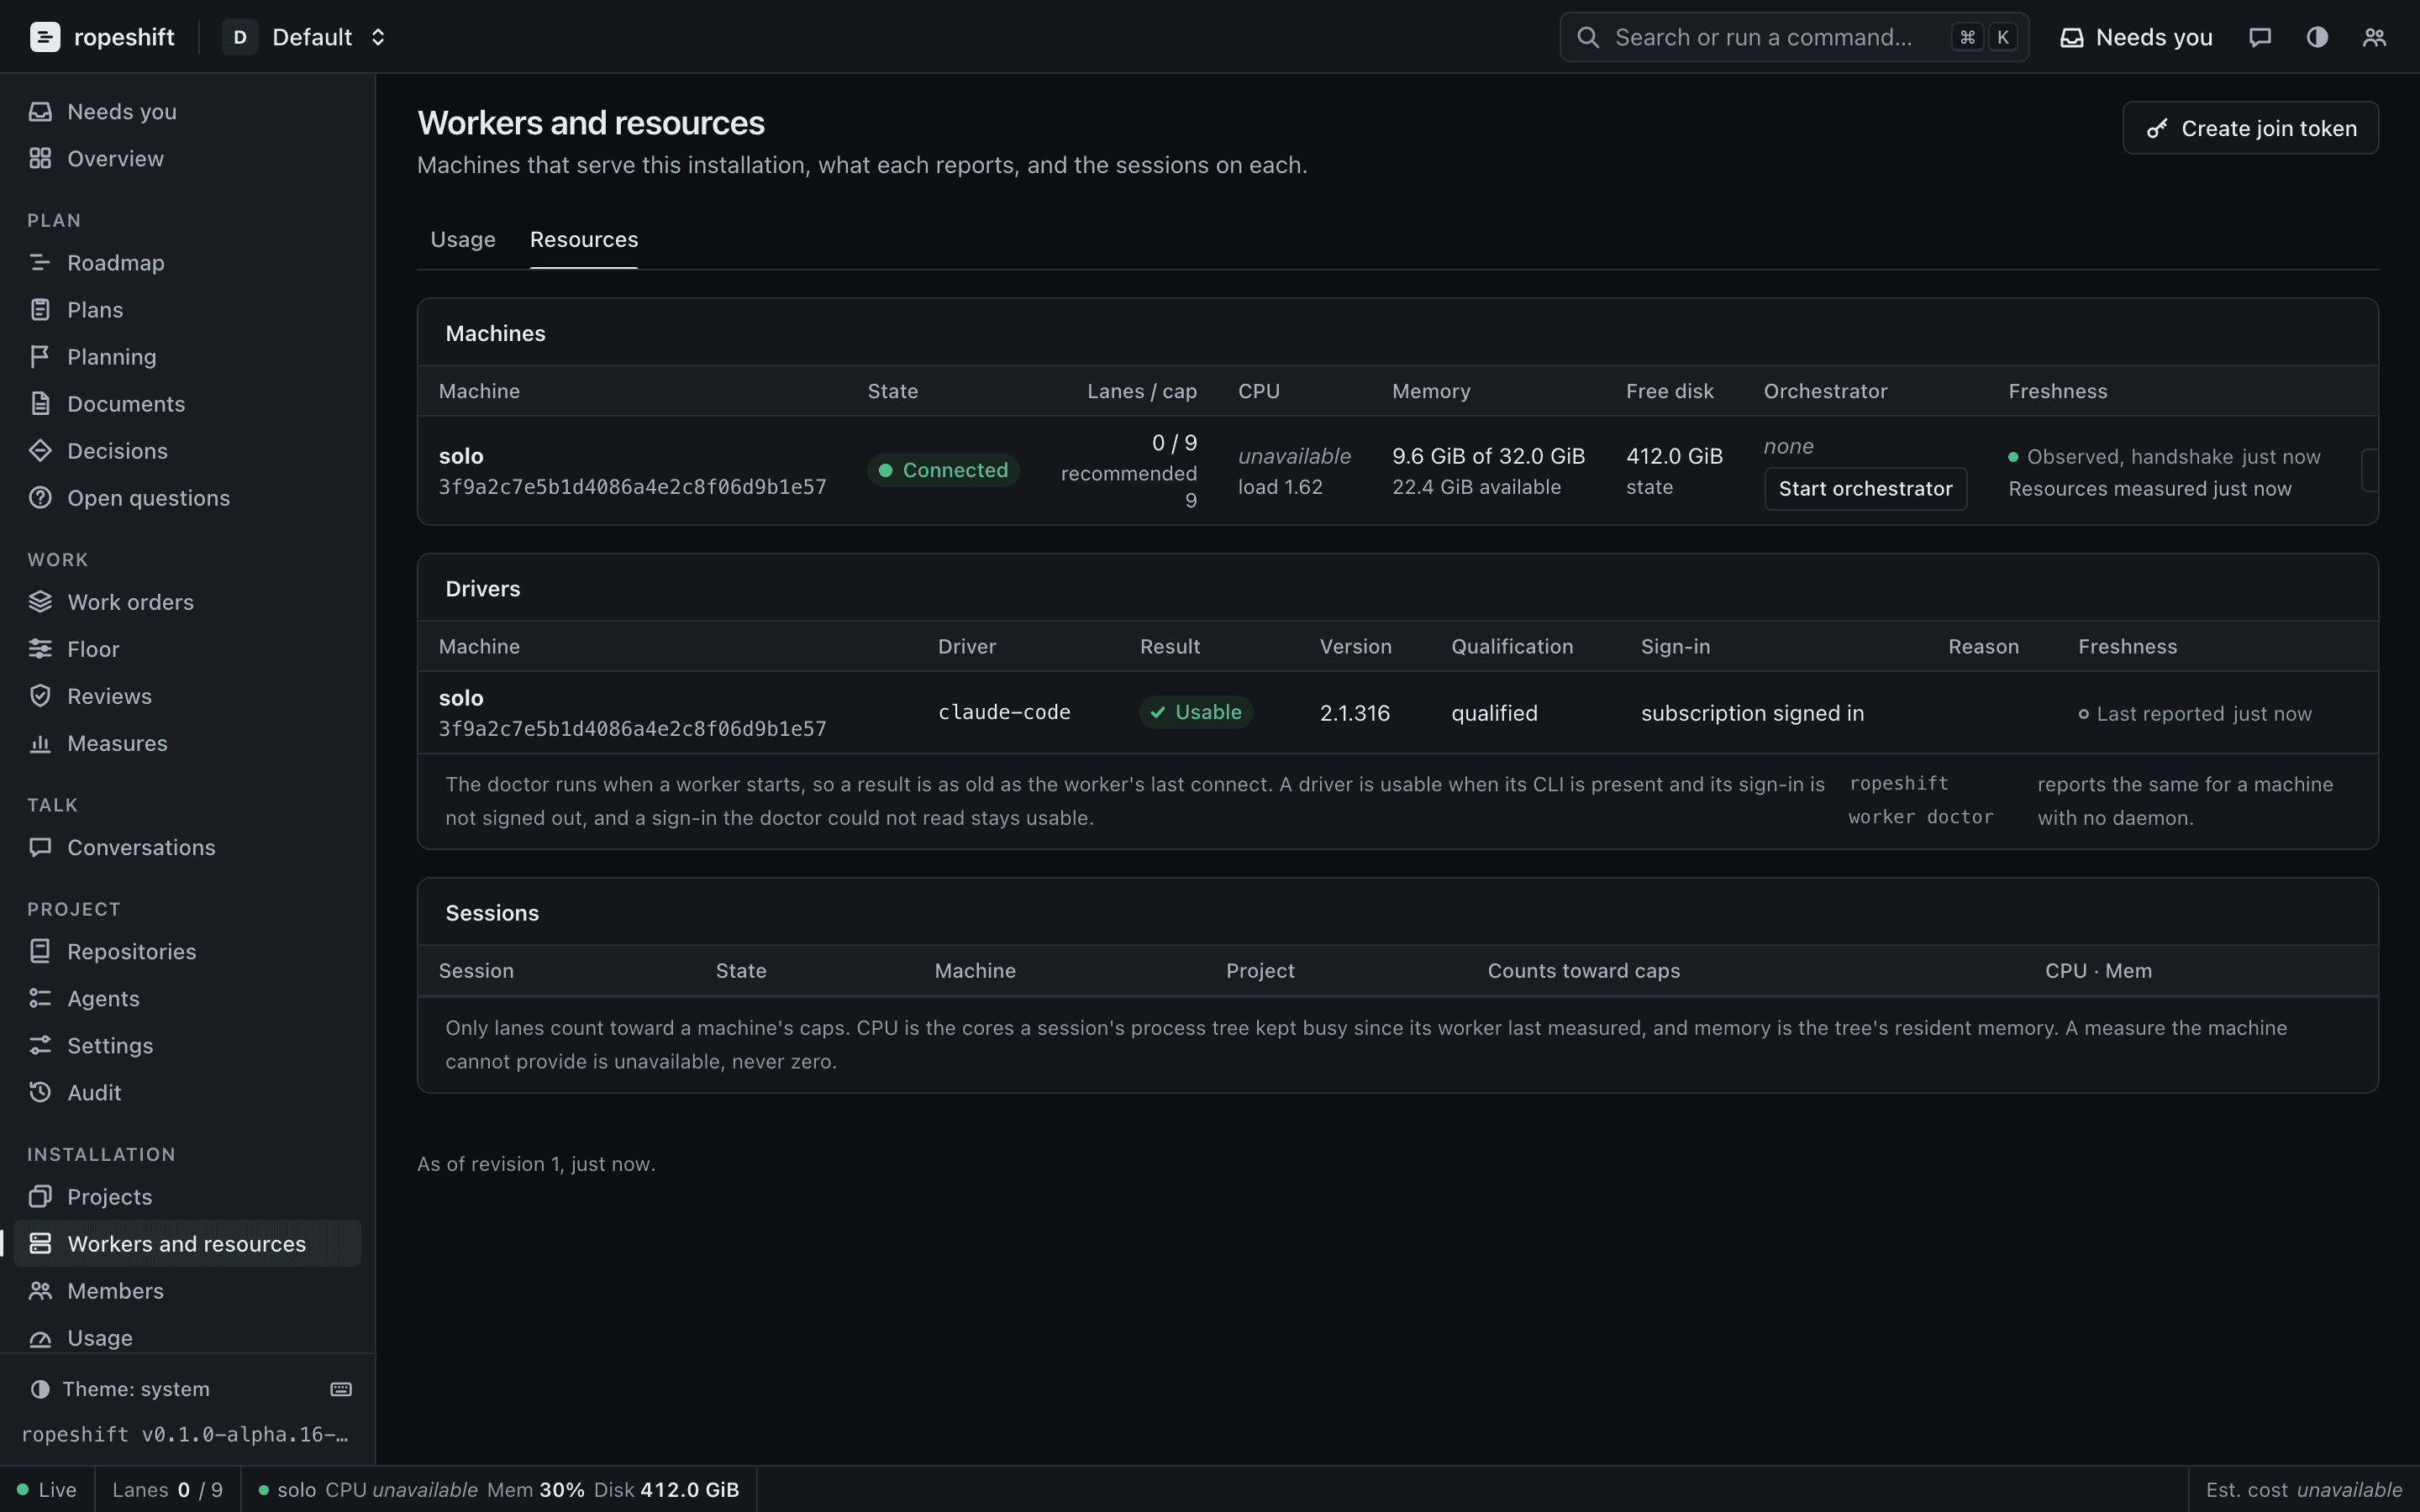 ropeshift
D Default
Search or run a command... ⌘ K
Needs you
Needs you
Overview
PLAN
Roadmap
Plans
Planning
Documents
Decisions
Open questions
WORK
Work orders
Floor
Reviews
Measures
TALK
Conversations
PROJECT
Repositories
Agents
Settings
Audit
INSTALLATION
Projects
Workers and resources
Members
Usage
Theme: system
ropeshift v0.1.0-alpha.16-…
Workers and resources
Machines that serve this installation, what each reports, and the sessions on each.
Create join token
Usage Resources
Machines
Machine State Lanes / cap CPU Memory Free disk Orchestrator Freshness
solo
3f9a2c7e5b1d4086a4e2c8f06d9b1e57
Connected
0 / 9
recommended
9
unavailable
load 1.62
9.6 GiB of 32.0 GiB
22.4 GiB available
412.0 GiB
state
none
Start orchestrator
Observed, handshake just now
Resources measured just now
Drivers
Machine Driver Result Version Qualification Sign-in Reason Freshness
solo
3f9a2c7e5b1d4086a4e2c8f06d9b1e57
claude-code
Usable
2.1.316
qualified
subscription signed in
Last reported just now
The doctor runs when a worker starts, so a result is as old as the worker's last connect. A driver is usable when its CLI is present and its sign-in is
not signed out, and a sign-in the doctor could not read stays usable.
ropeshift
worker doctor
reports the same for a machine
with no daemon.
Sessions
Session State Machine Project Counts toward caps CPU · Mem
Only lanes count toward a machine's caps. CPU is the cores a session's process tree kept busy since its worker last measured, and memory is the tree's resident memory. A measure the machine
cannot provide is unavailable, never zero.
As of revision 1, just now.
Live
Lanes 0 / 9
solo CPU unavailable Mem 30% Disk 412.0 GiB
Est. cost unavailable